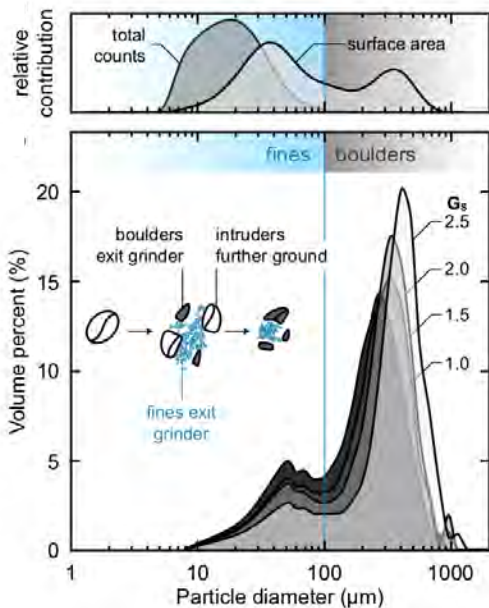 relative
contribution
total
counts
surface area
fines
boulders
Volume percent (%)
20
15
10
5
0
Gs
2.5
2.0
1.5
1.0
boulders
exit grinder
intruders
further ground
fines exit
grinder
1
10
100
1000
Particle diameter (μm)